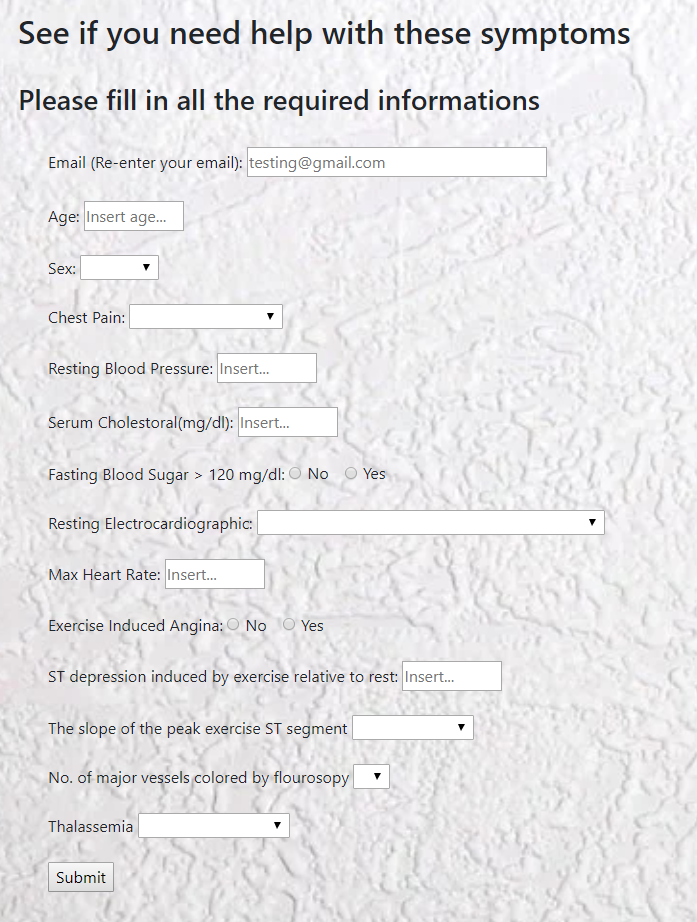 See if you need help with these symptoms
Please fill in all the required informations
Email (Re-enter your email): testing@gmail.com
Age: Insert age...
Sex:
Chest Pain:
Resting Blood Pressure: Insert...
Serum Cholestoral(mg/dl): Insert...
Fasting Blood Sugar > 120 mg/dl: No Yes
Resting Electrocardiographic:
Max Heart Rate: Insert...
Exercise Induced Angina: No Yes
ST depression induced by exercise relative to rest: Insert...
The slope of the peak exercise ST segment
No. of major vessels colored by flourosopy
Thalassemia
Submit